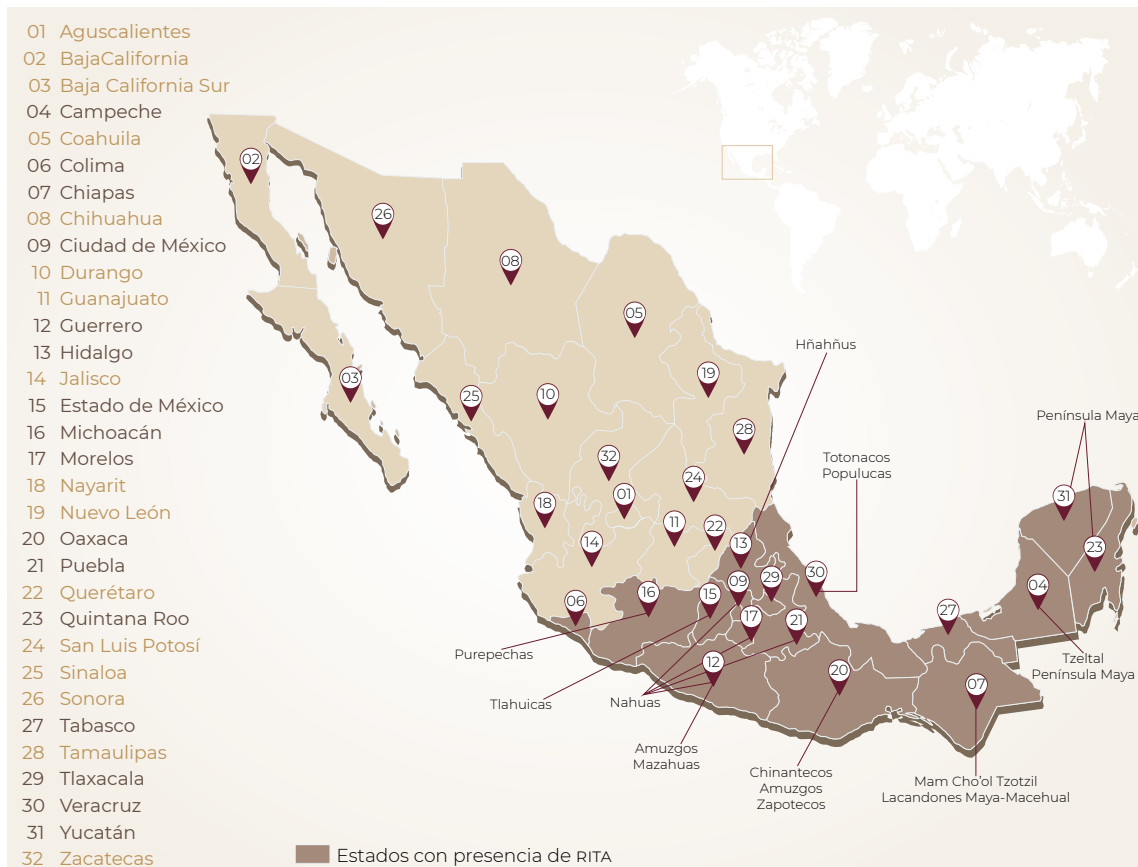 01 Aguascalientes
02 BajaCalifornia
03 Baja California Sur
04 Campeche
05 Coahuila
06 Colima
07 Chiapas
08 Chihuahua
09 Ciudad de México
10 Durango
11 Guanajuato
12 Guerrero
13 Hidalgo
14 Jalisco
15 Estado de México
16 Michoacán
17 Morelos
18 Nayarit
19 Nuevo León
20 Oaxaca
21 Puebla
22 Querétaro
23 Quintana Roo
24 San Luis Potosí
25 Sinaloa
26 Sonora
27 Tabasco
28 Tamaulipas
29 Tlaxacala
30 Veracruz
31 Yucatán
32 Zacatecas
02
26
08
05
03
25
10
19
28
32
24
18
01
11
22
14
13
06
16
15
09
29
30
17
21
12
20
27
07
04
31
23
Hñahñus
Península Maya
Totonacos
Populucas
Purepechas
Tlahuicas
Nahuas
Amuzgos
Mazahuas
Chinantecos
Amuzgos
Zapotecos
Tzeltal
Península Maya
Mam Cho'ol Tzotzil
Lacandones Maya-Macehual
Estados con presencia de RITA